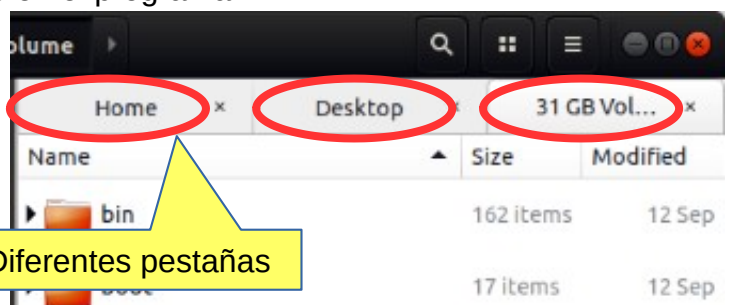 olume
Home × Desktop × 31 GB Vol... ×
Name Size Modified
bin 162 items 12 Sep
Diferentes pestañas
17 items 12 Sep